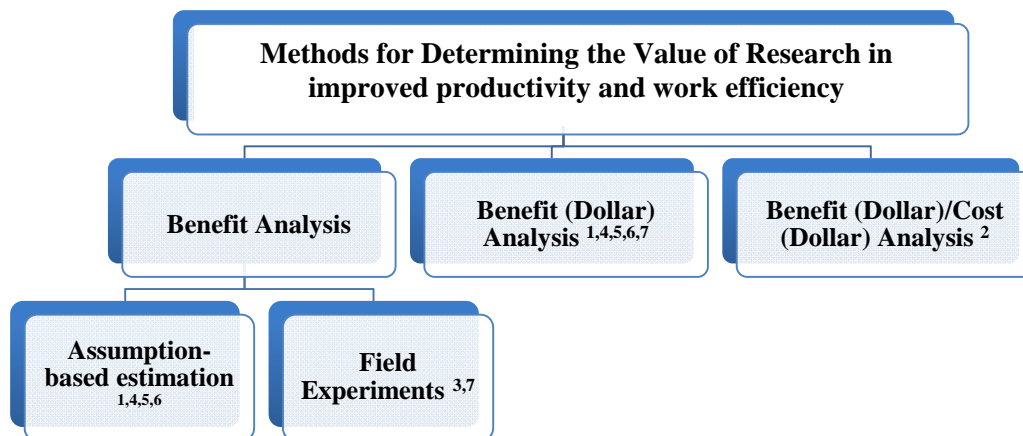 Methods for Determining the Value of Research in
improved productivity and work efficiency
Benefit Analysis
Benefit (Dollar)
Analysis 1,4,5,6,7
Benefit (Dollar)/Cost
(Dollar) Analysis 2
Assumption-
based estimation
1,4,5,6
Field
Experiments 3,7